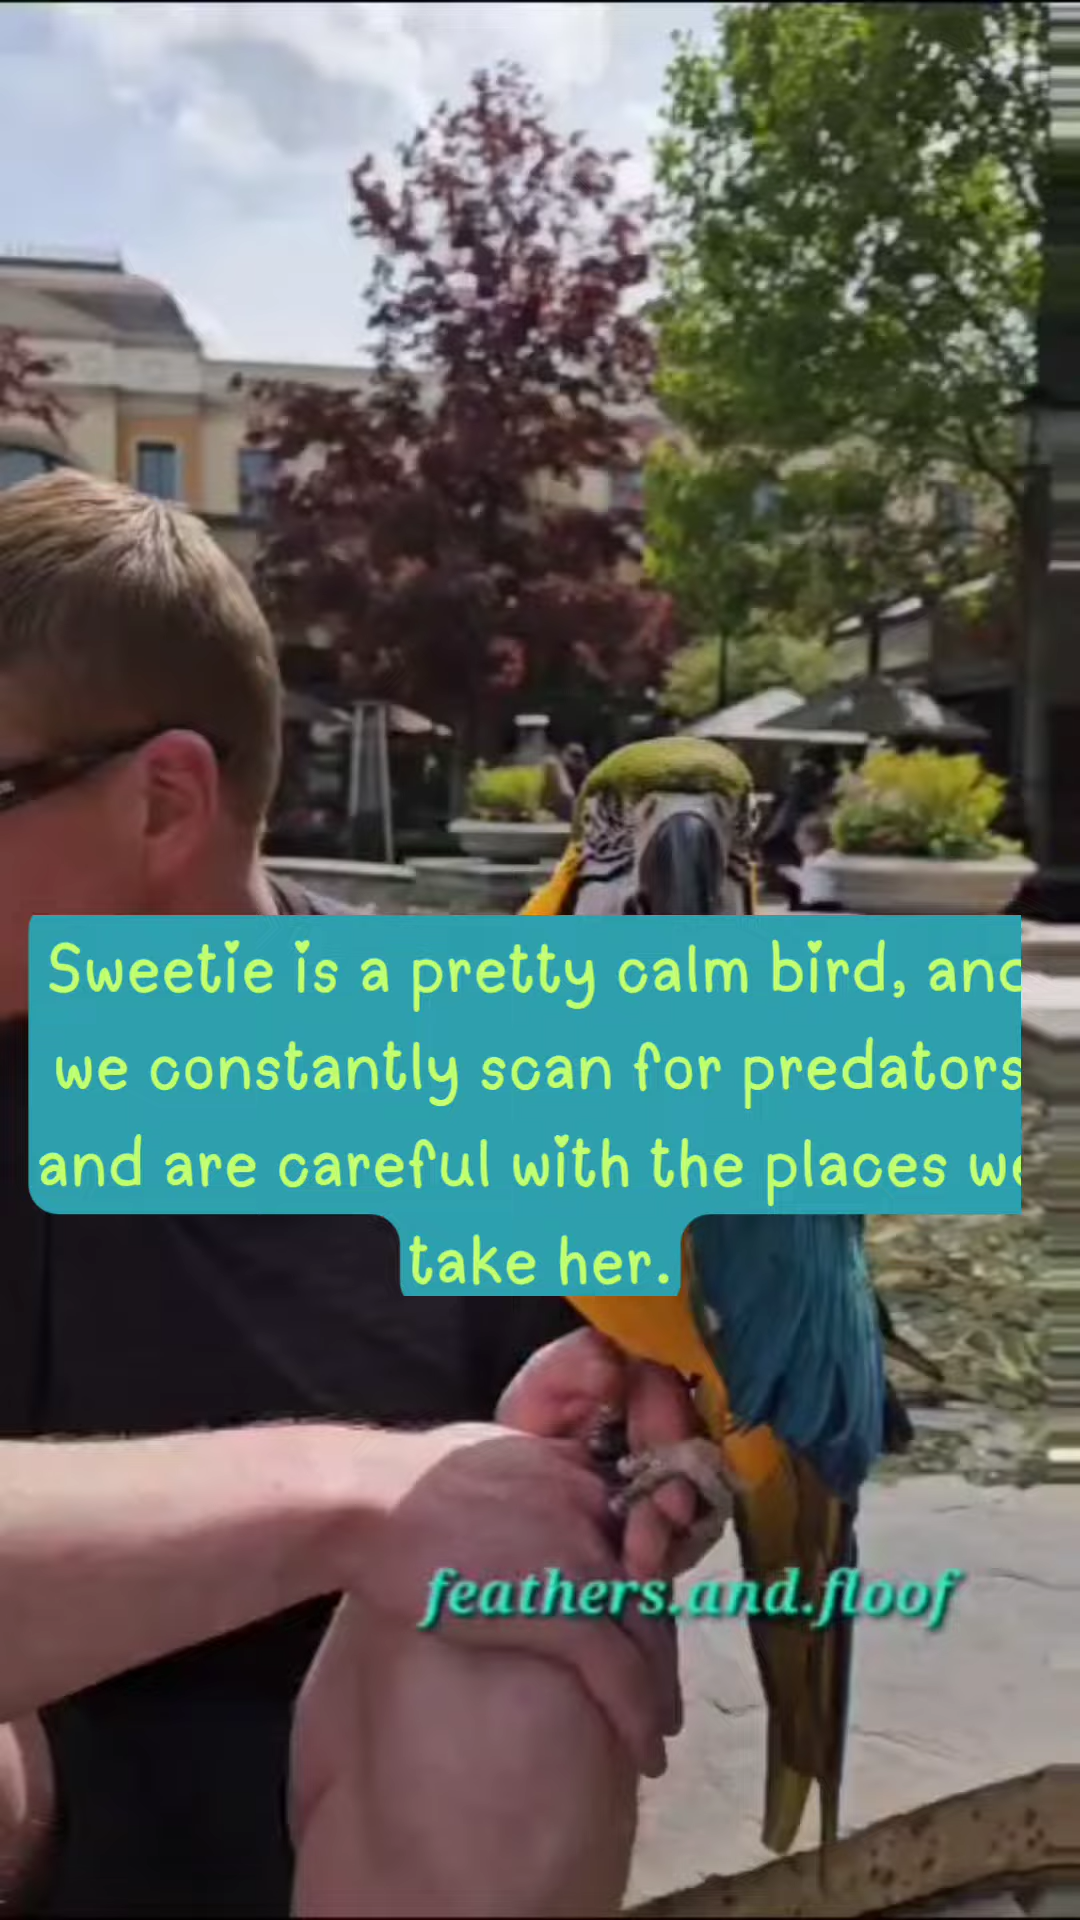 Sweetie is a pretty calm bird, and
we constantly scan for predators
and are careful with the places we
take her.
feathers.and.floof